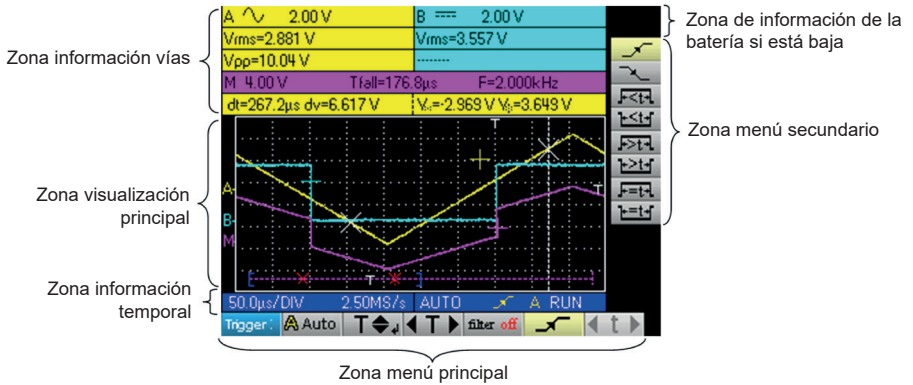 Zona información vías
Zona visualización
principal
Zona información
temporal
A 2.00 V
B 2.00 V
Vrms=2.881 V
Vrms=3.557 V
Vpp=10.04 V
--------
M 4.00 V Tfall=176.8µs F=2.000kHz
dt=267.2µs dv=6.617 V
=-2.969 V =3.649 V
T
A
B
M
T
T
50.0µs/DIV 2.50MS/s AUTO A RUN
Trigger: A Auto T T filter off t
<t
<t
>t
>t
=t
=t
Zona de información de la
batería si está baja
Zona menú secundario
Zona menú principal